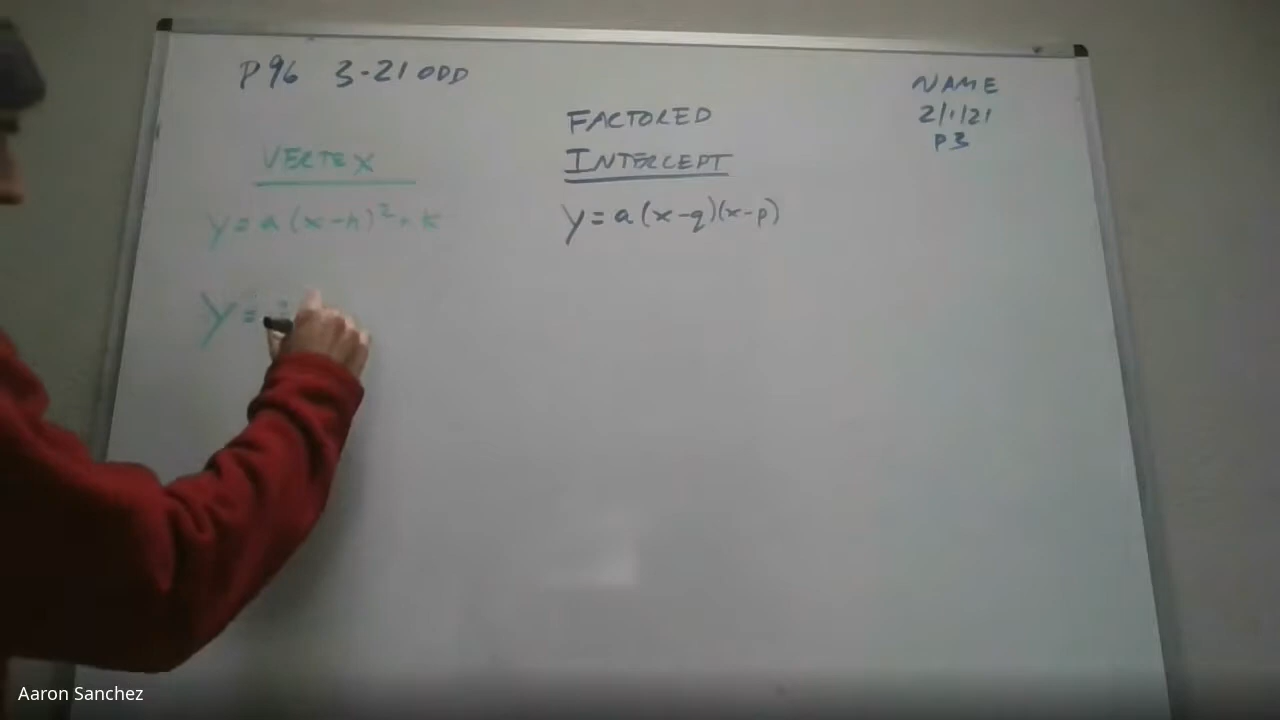 P96 3-21 ODD
NAME
2/1/21
P3
VERTEX
y = a(x-h)² + k
FACTORED
INTERCEPT
y = a(x-q)(x-p)
y =
Aaron Sanchez